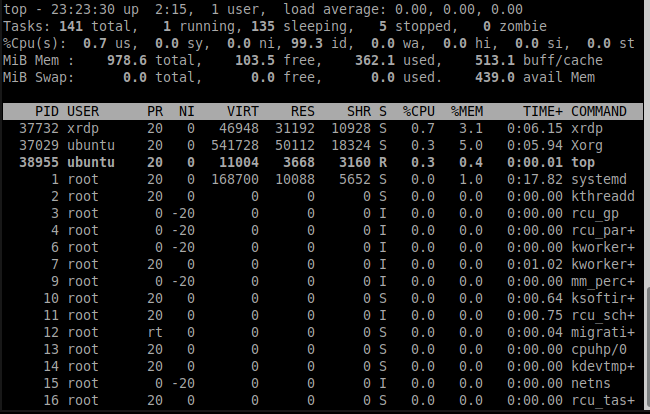 top - 23:23:30 up  2:15,  1 user,  load average: 0.00, 0.00, 0.00
Tasks: 141 total,   1 running, 135 sleeping,   5 stopped,   0 zombie
%Cpu(s):  0.7 us,  0.0 sy,  0.0 ni, 99.3 id,  0.0 wa,  0.0 hi,  0.0 si,  0.0 st
MiB Mem :    978.6 total,    103.5 free,    362.1 used,    513.1 buff/cache
MiB Swap:      0.0 total,      0.0 free,      0.0 used.    439.0 avail Mem
    PID USER      PR  NI    VIRT    RES    SHR S  %CPU  %MEM     TIME+ COMMAND
  37732 xrdp      20   0   46948  31192  10928 S   0.7   3.1   0:06.15 xrdp
  37029 ubuntu    20   0  541728  50112  18324 S   0.3   5.0   0:05.94 Xorg
  38955 ubuntu    20   0   11004   3668   3160 R   0.3   0.4   0:00.01 top
      1 root      20   0  168700  10088   5652 S   0.0   1.0   0:17.82 systemd
      2 root      20   0       0      0      0 S   0.0   0.0   0:00.00 kthreadd
      3 root       0 -20       0      0      0 I   0.0   0.0   0:00.00 rcu_gp
      4 root       0 -20       0      0      0 I   0.0   0.0   0:00.00 rcu_par+
      6 root       0 -20       0      0      0 I   0.0   0.0   0:00.00 kworker+
      7 root      20   0       0      0      0 I   0.0   0.0   0:01.02 kworker+
      9 root       0 -20       0      0      0 I   0.0   0.0   0:00.00 mm_perc+
     10 root      20   0       0      0      0 S   0.0   0.0   0:00.64 ksoftir+
     11 root      20   0       0      0      0 I   0.0   0.0   0:00.75 rcu_sch+
     12 root      rt   0       0      0      0 S   0.0   0.0   0:00.04 migrati+
     13 root      20   0       0      0      0 S   0.0   0.0   0:00.00 cpuhp/0
     14 root      20   0       0      0      0 S   0.0   0.0   0:00.00 kdevtmp+
     15 root       0 -20       0      0      0 I   0.0   0.0   0:00.00 netns
     16 root      20   0       0      0      0 S   0.0   0.0   0:00.00 rcu_tas+